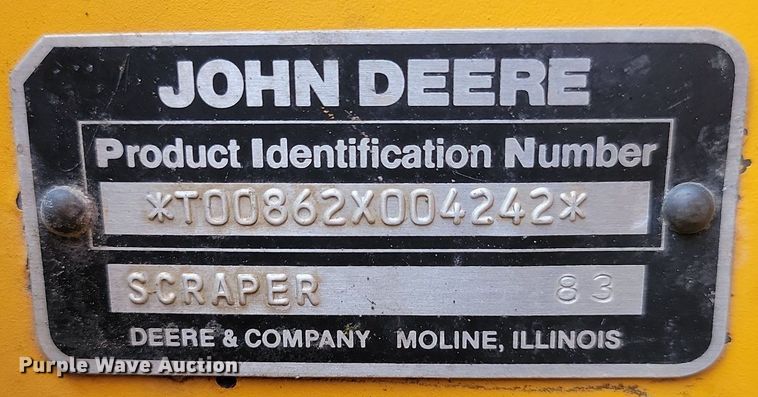 JOHN DEERE
Product Identification Number
*T00862X004242*
SCRAPER 83
DEERE & COMPANY MOLINE, ILLINOIS
Purple Wave Auction